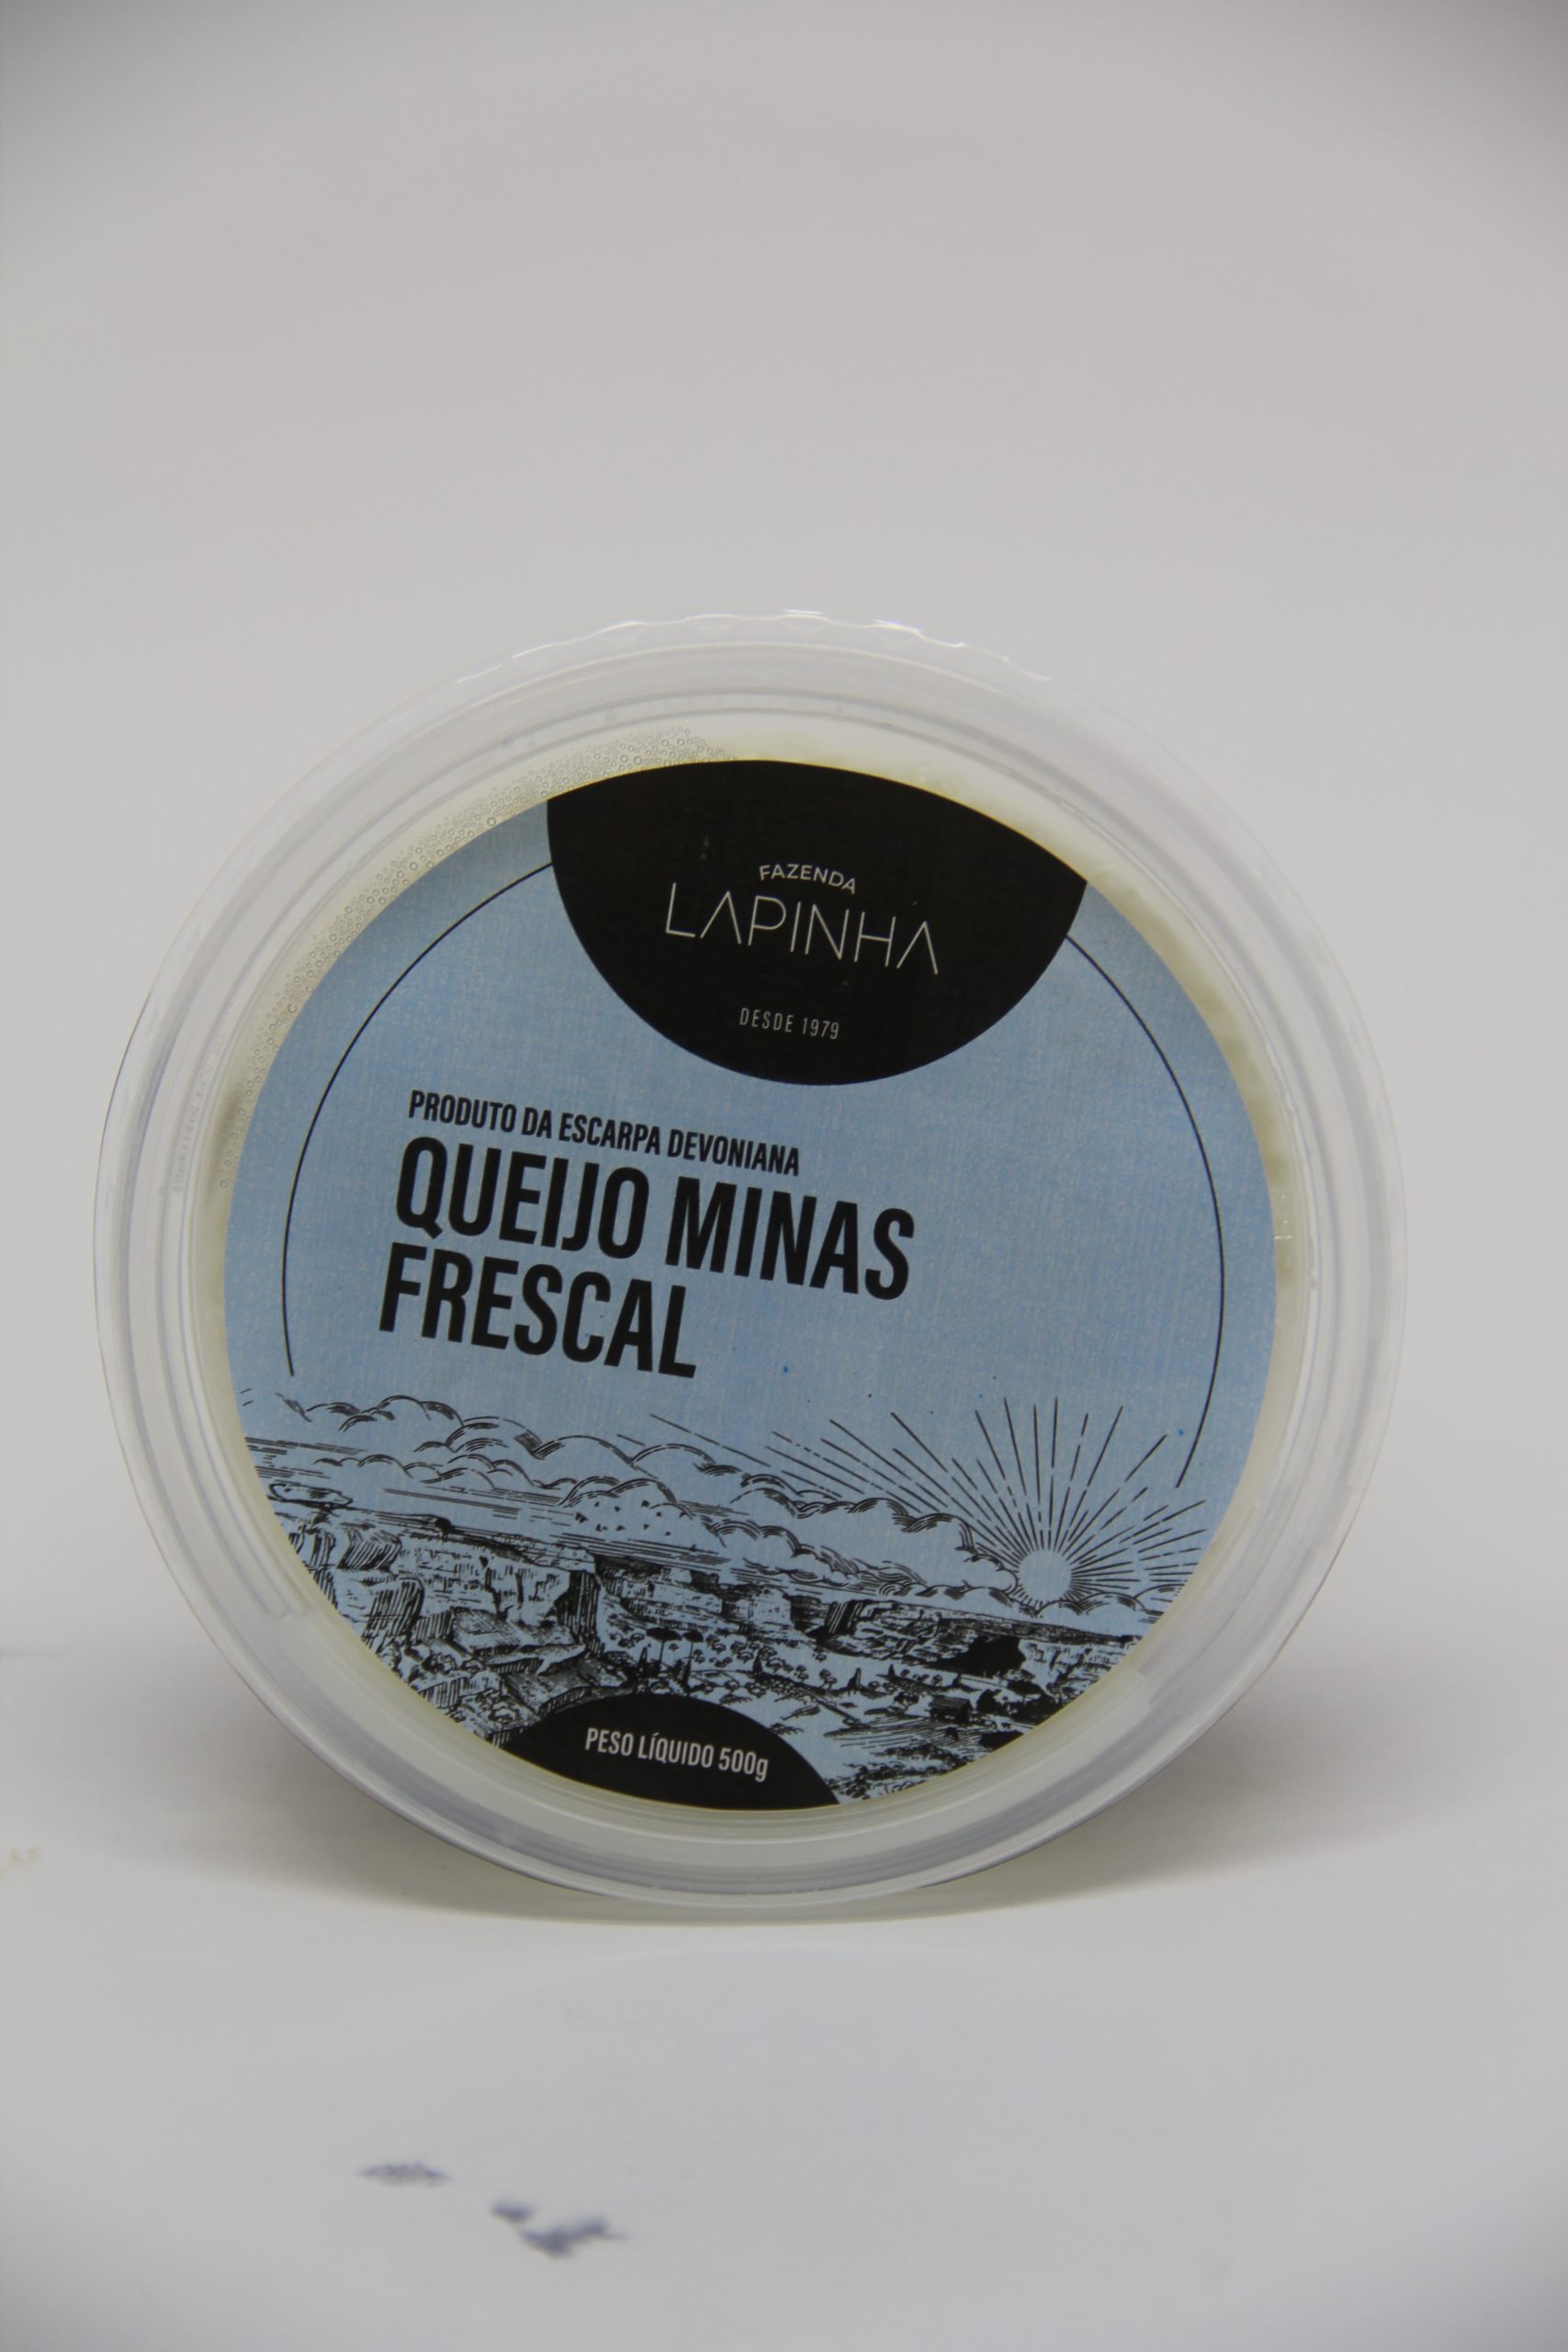 FAZENDA
LAPINHA
DESDE 1979
PRODUTO DA ESCARPA DEVONIANA
QUEIJO MINAS
FRESCAL
PESO LÍQUIDO 500g